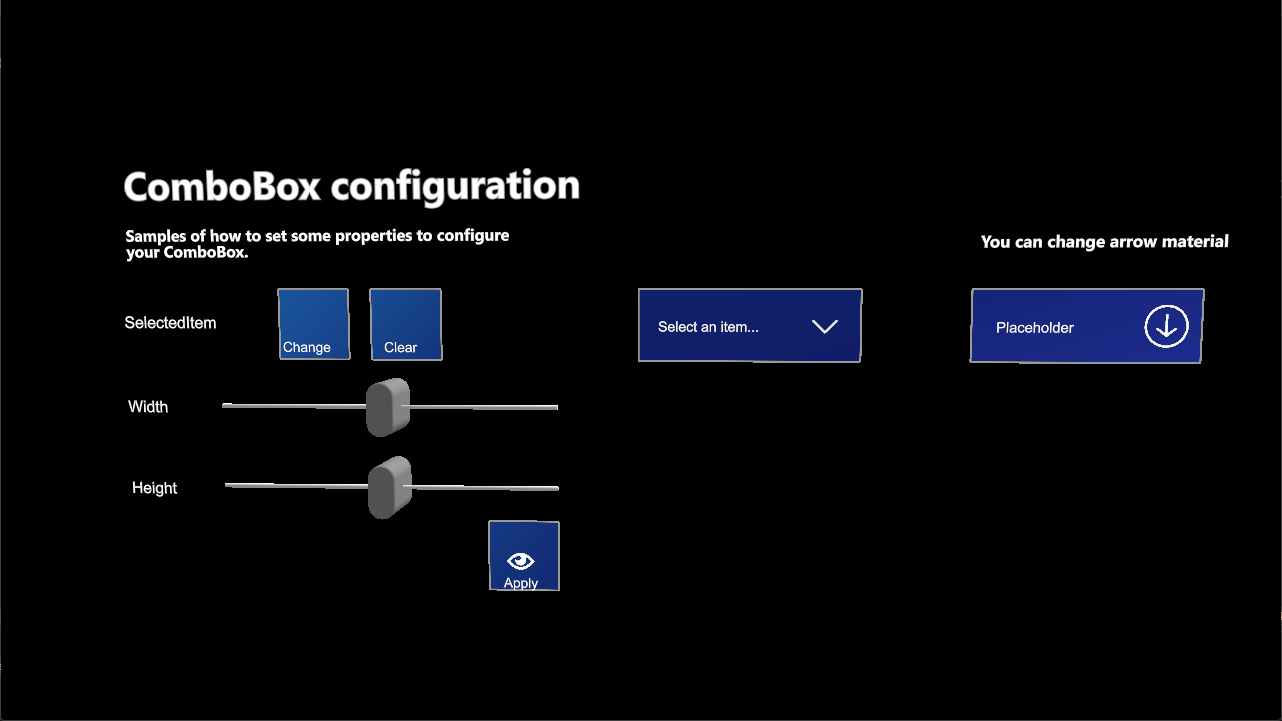 ComboBox configuration
Samples of how to set some properties to configure
your ComboBox.
You can change arrow material
SelectedItem
Change
Clear
Select an item...
Placeholder
Width
Height
Apply